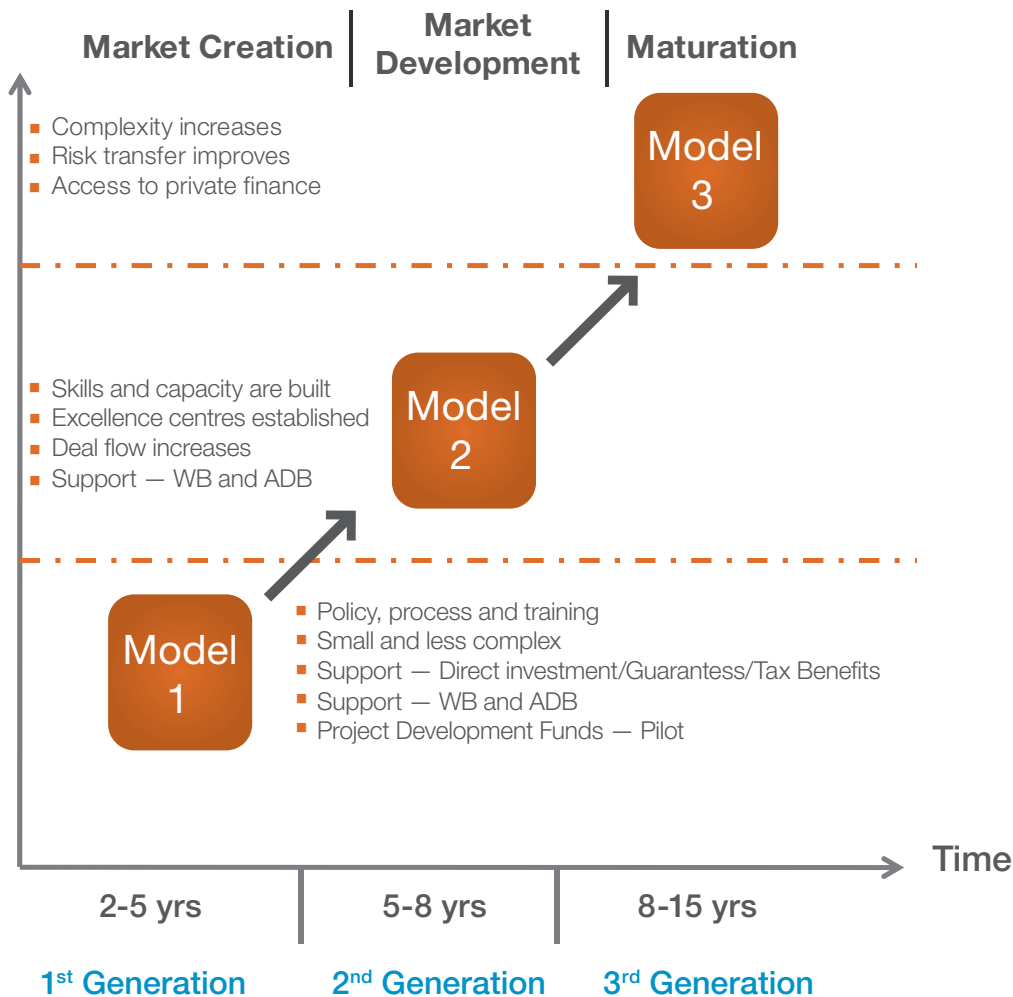 Market Creation
Market
Development
Maturation
Complexity increases
Risk transfer improves
Access to private finance
Model
3
Skills and capacity are built
Excellence centres established
Deal flow increases
Support — WB and ADB
Model
2
Model
1
Policy, process and training
Small and less complex
Support — Direct investment/Guarantess/Tax Benefits
Support — WB and ADB
Project Development Funds — Pilot
Time
2-5 yrs
5-8 yrs
8-15 yrs
1st Generation
2nd Generation
3rd Generation